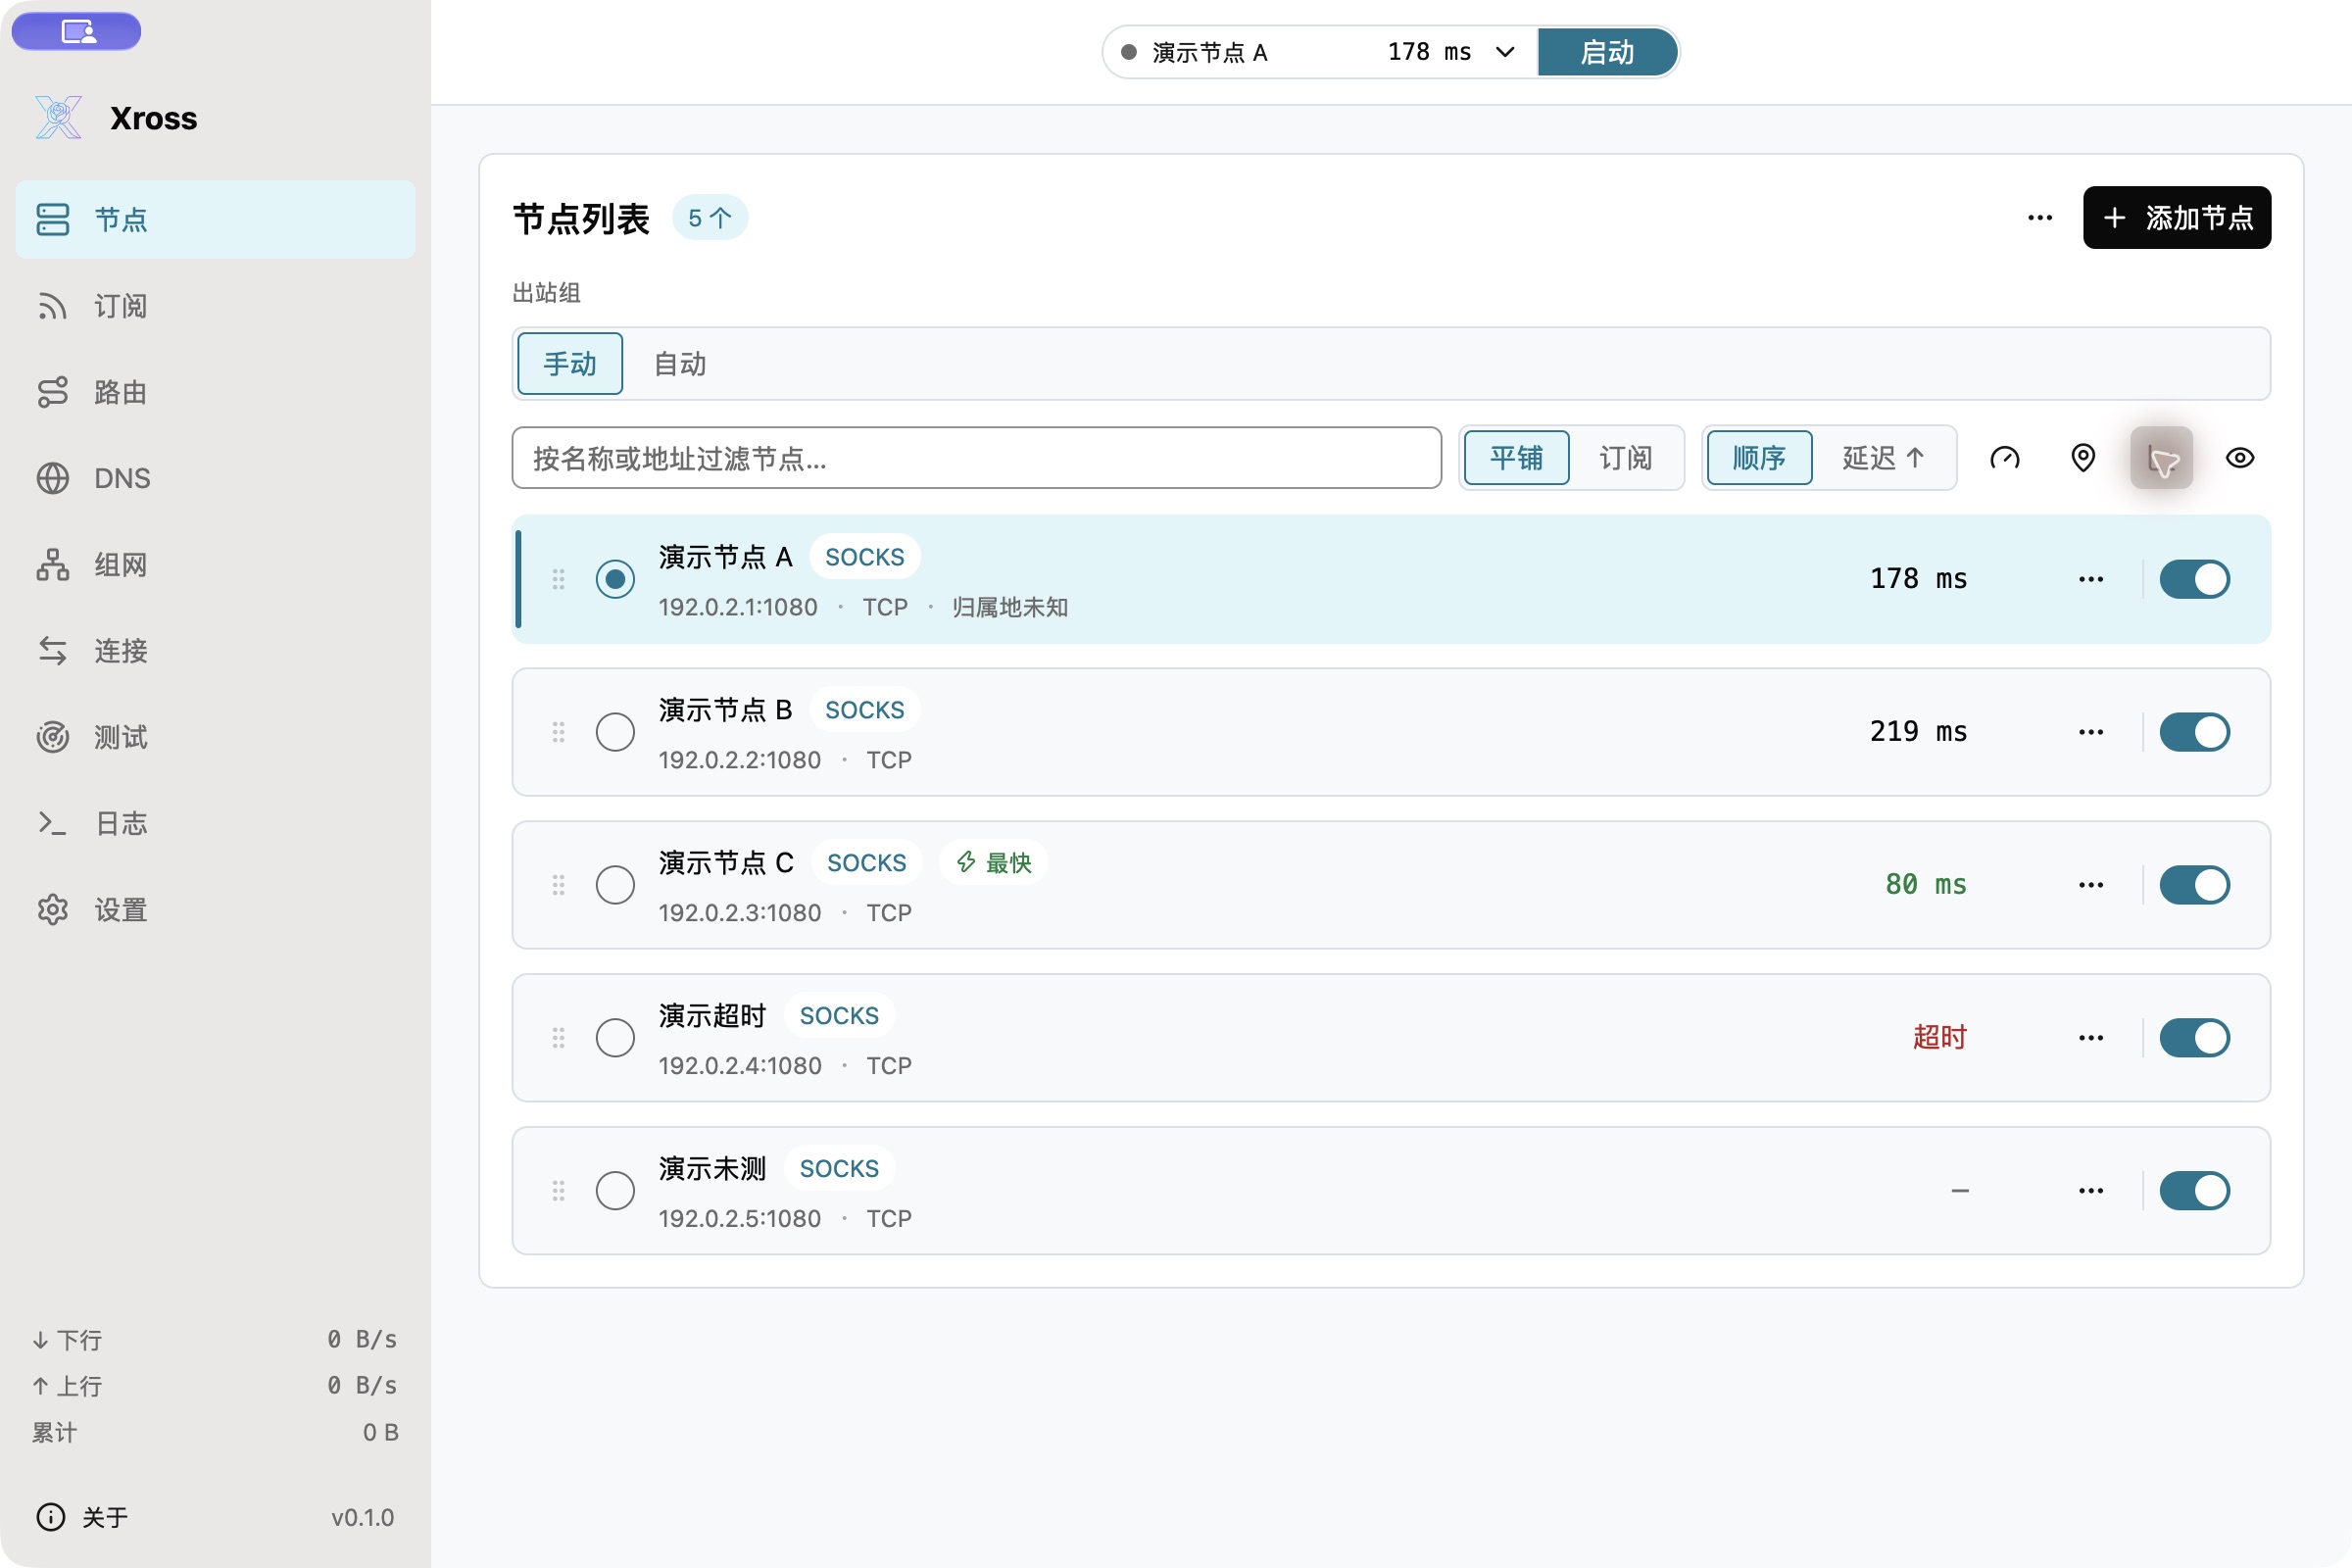 Xross
节点
订阅
路由
DNS
组网
连接
测试
日志
设置
下行 0 B/s
上行 0 B/s
累计 0 B
关于 v0.1.0
演示节点 A 178 ms 启动
节点列表 5 个 添加节点
出站组
手动 自动
按名称或地址过滤节点... 平铺 订阅 顺序 延迟 ↑
演示节点 A SOCKS
192.0.2.1:1080 · TCP · 归属地未知
178 ms
演示节点 B SOCKS
192.0.2.2:1080 · TCP
219 ms
演示节点 C SOCKS 最快
192.0.2.3:1080 · TCP
80 ms
演示超时 SOCKS
192.0.2.4:1080 · TCP
超时
演示未测 SOCKS
192.0.2.5:1080 · TCP
–